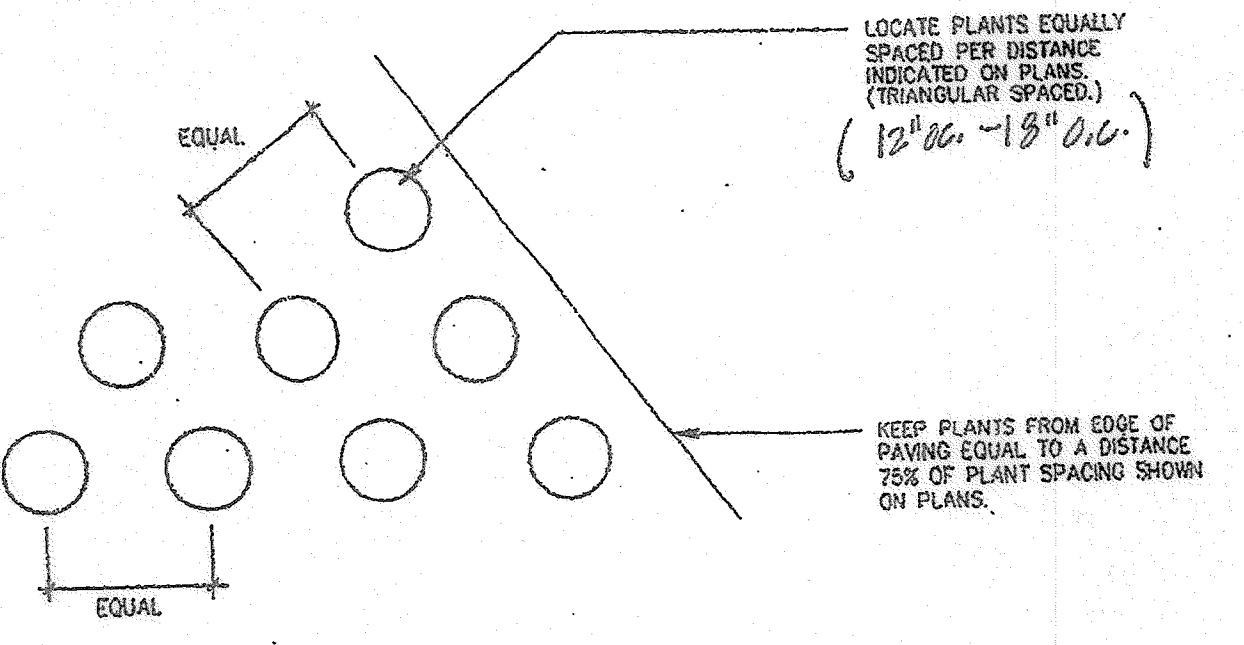 LOCATE PLANTS EQUALLY
SPACED PER DISTANCE
INDICATED ON PLANS.
(TRIANGULAR SPACED.)
( 12" oc. - 18" o.c. )
EQUAL
KEEP PLANTS FROM EDGE OF
PAVING EQUAL TO A DISTANCE
75% OF PLANT SPACING SHOWN
ON PLANS.
EQUAL